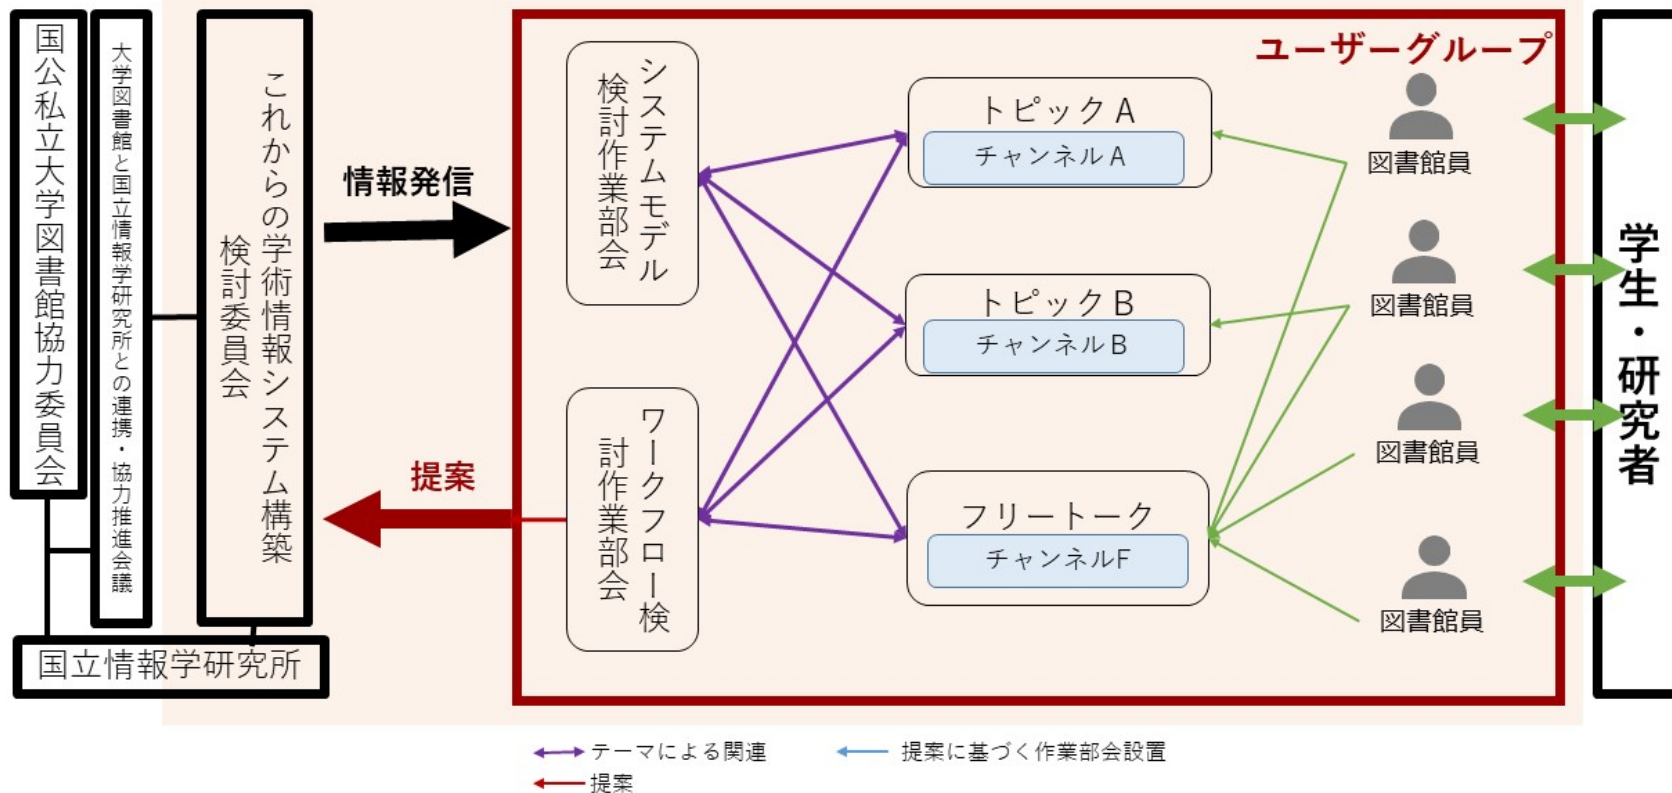 国公私立大学図書館協力委員会
大学図書館と国立情報学研究所との連携・協力推進会議
これからの学術情報システム構築
検討委員会
国立情報学研究所
情報発信
提案
ユーザーグループ
システムモデル
検討作業部会
ワークフロー検
討作業部会
トピックA
チャンネルA
トピックB
チャンネルB
フリートーク
チャンネルF
図書館員
図書館員
図書館員
図書館員
学生・研究者
テーマによる関連
提案に基づく作業部会設置
提案